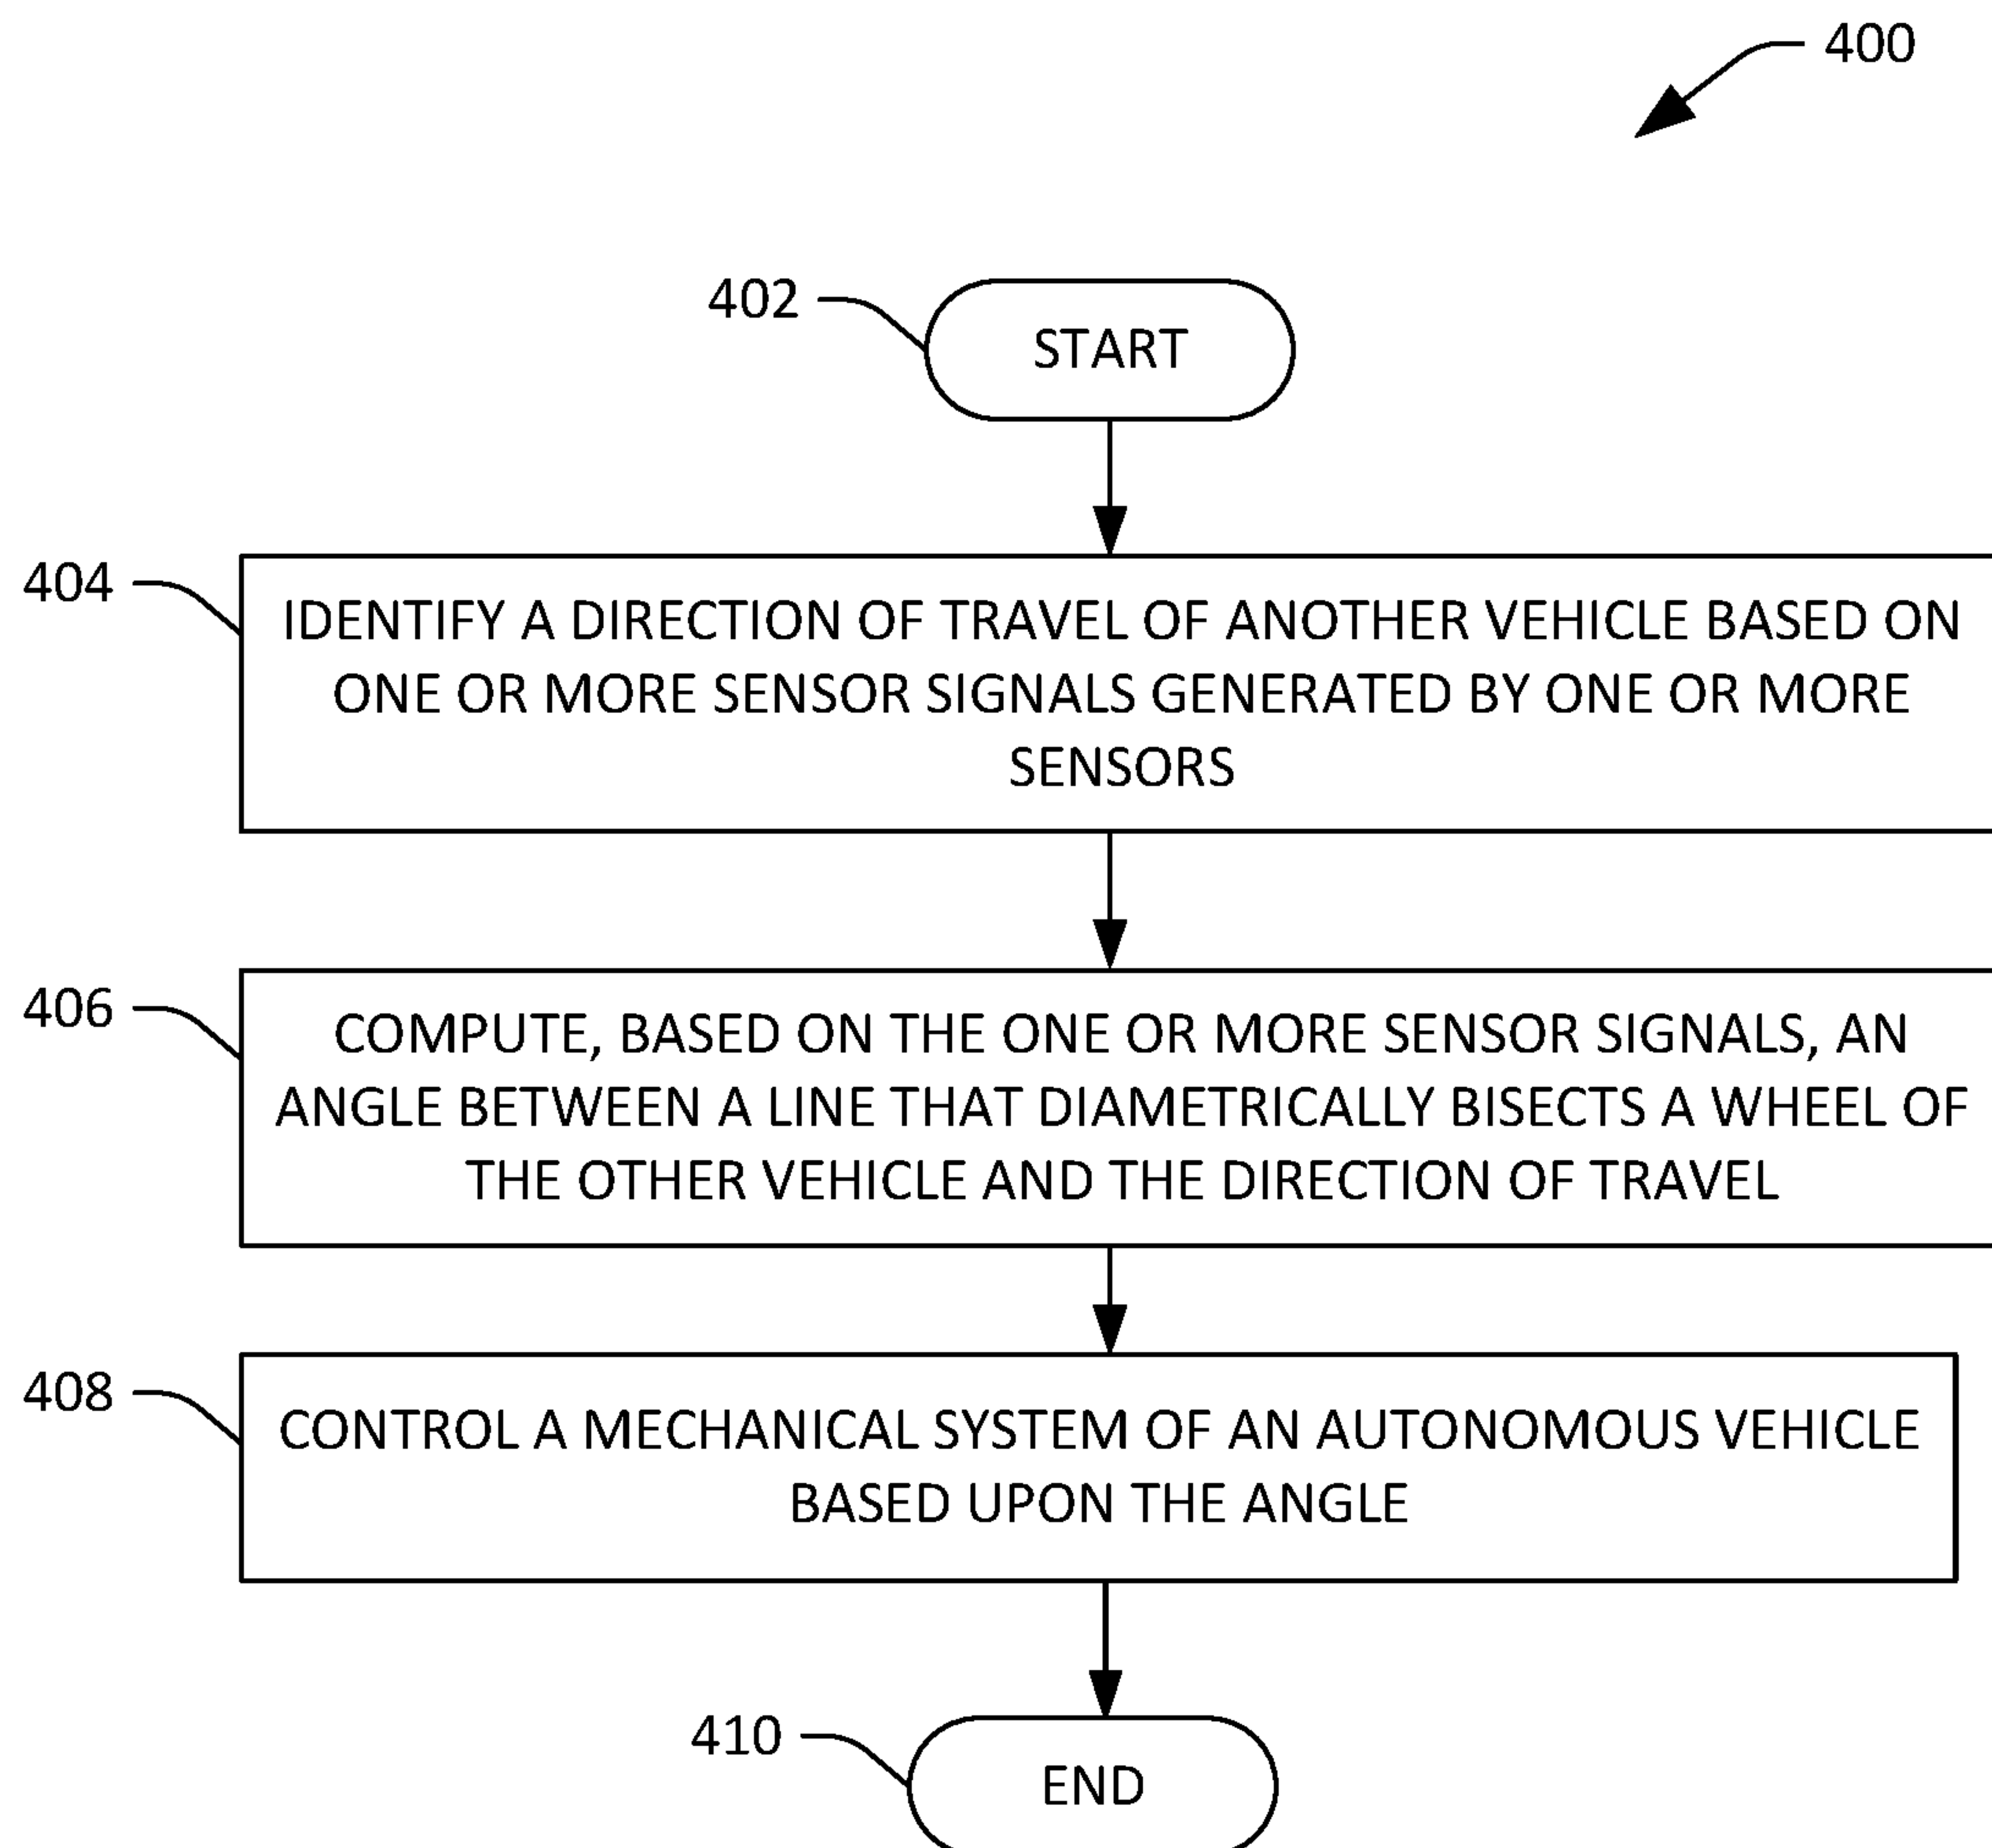 400
402
START
404
IDENTIFY A DIRECTION OF TRAVEL OF ANOTHER VEHICLE BASED ON
ONE OR MORE SENSOR SIGNALS GENERATED BY ONE OR MORE
SENSORS
406
COMPUTE, BASED ON THE ONE OR MORE SENSOR SIGNALS, AN
ANGLE BETWEEN A LINE THAT DIAMETRICALLY BISECTS A WHEEL OF
THE OTHER VEHICLE AND THE DIRECTION OF TRAVEL
408
CONTROL A MECHANICAL SYSTEM OF AN AUTONOMOUS VEHICLE
BASED UPON THE ANGLE
410
END